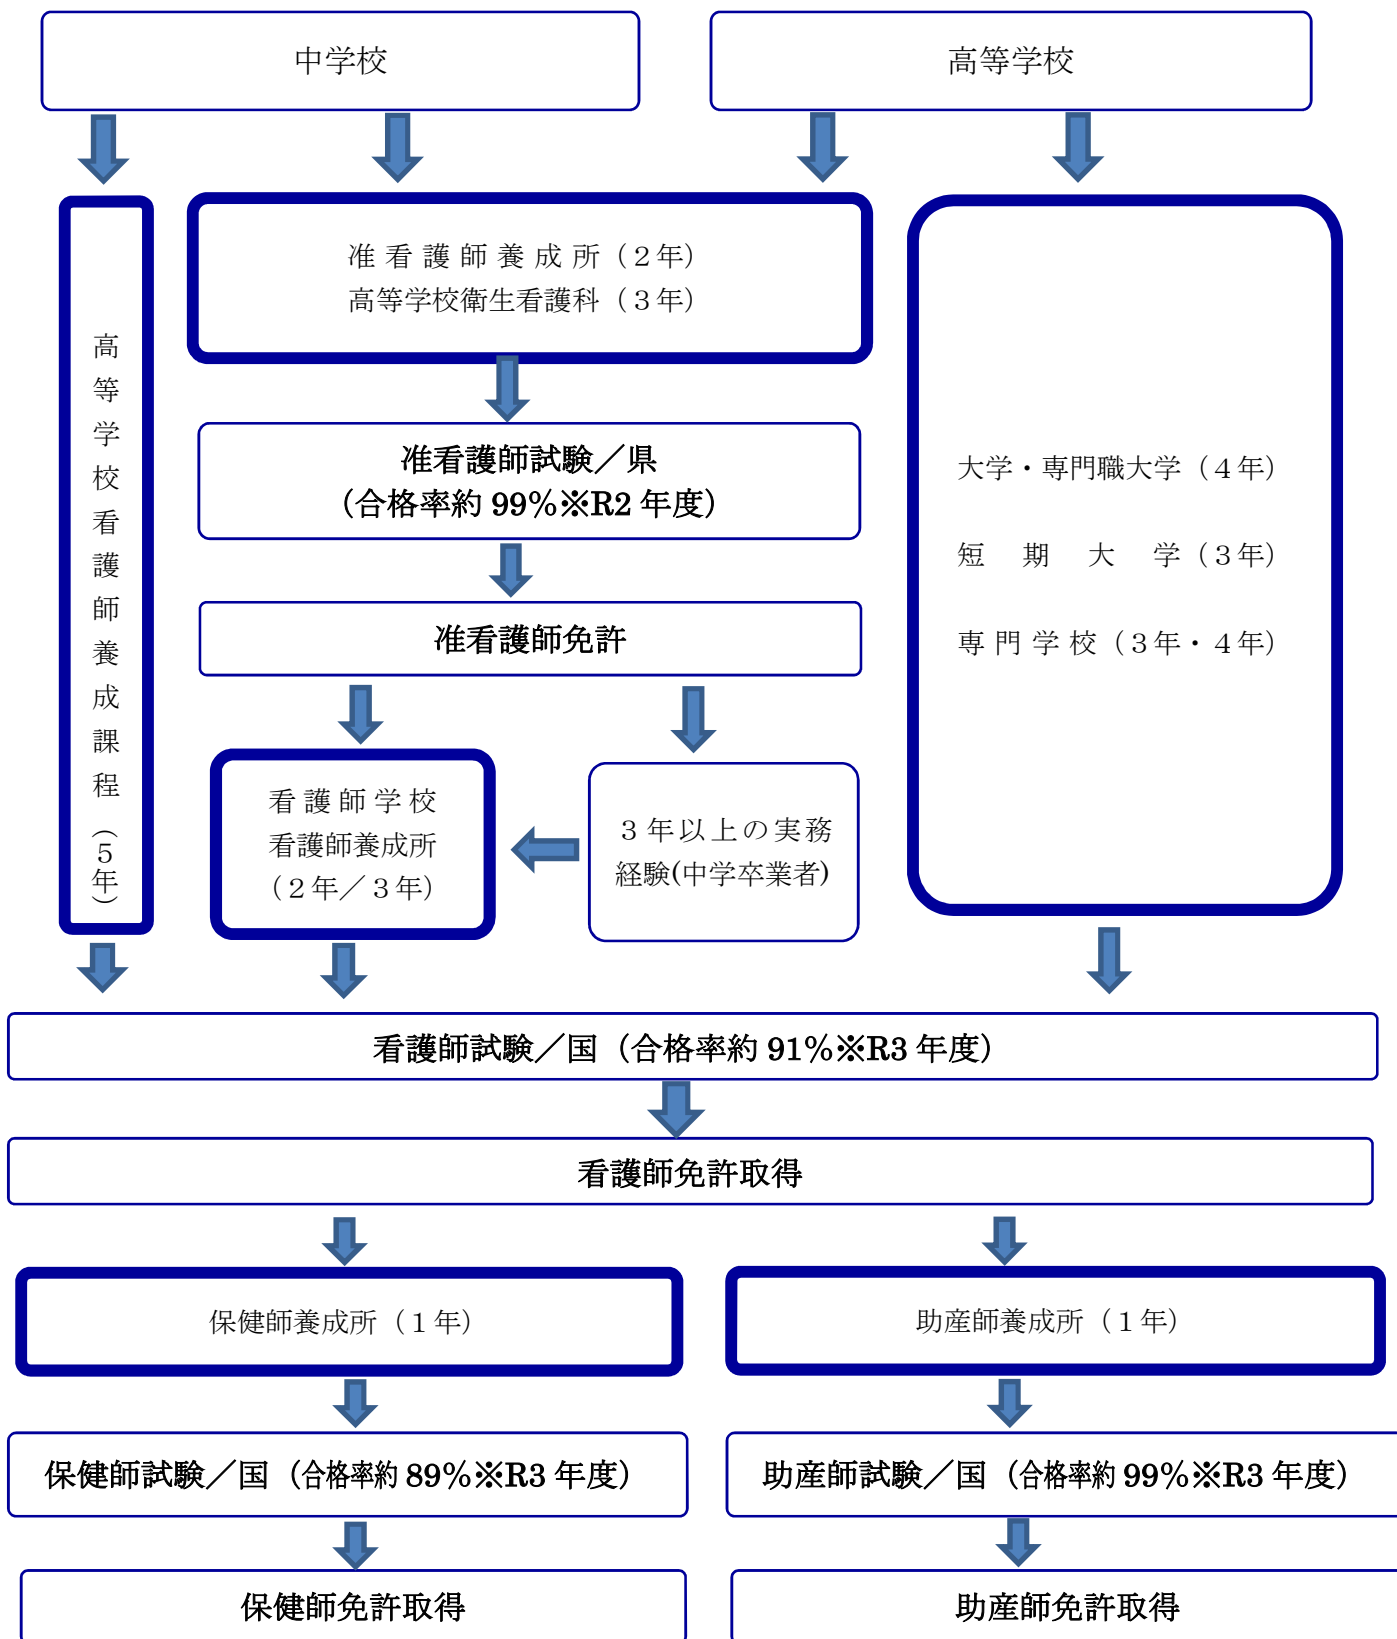 中学校
高等学校
准看護師養成所（２年）
高等学校衛生看護科（３年）
高等学校看護師養成課程（５年）
准看護師試験／県
（合格率約 99％※R2 年度）
准看護師免許
大学・専門職大学（４年）
短期大学（３年）
専門学校（３年・４年）
看護師学校
看護師養成所
（２年／３年）
３年以上の実務
経験(中学卒業者)
看護師試験／国（合格率約 91％※R3 年度）
看護師免許取得
保健師養成所（１年）
助産師養成所（１年）
保健師試験／国（合格率約 89％※R3 年度）
助産師試験／国（合格率約 99％※R3 年度）
保健師免許取得
助産師免許取得